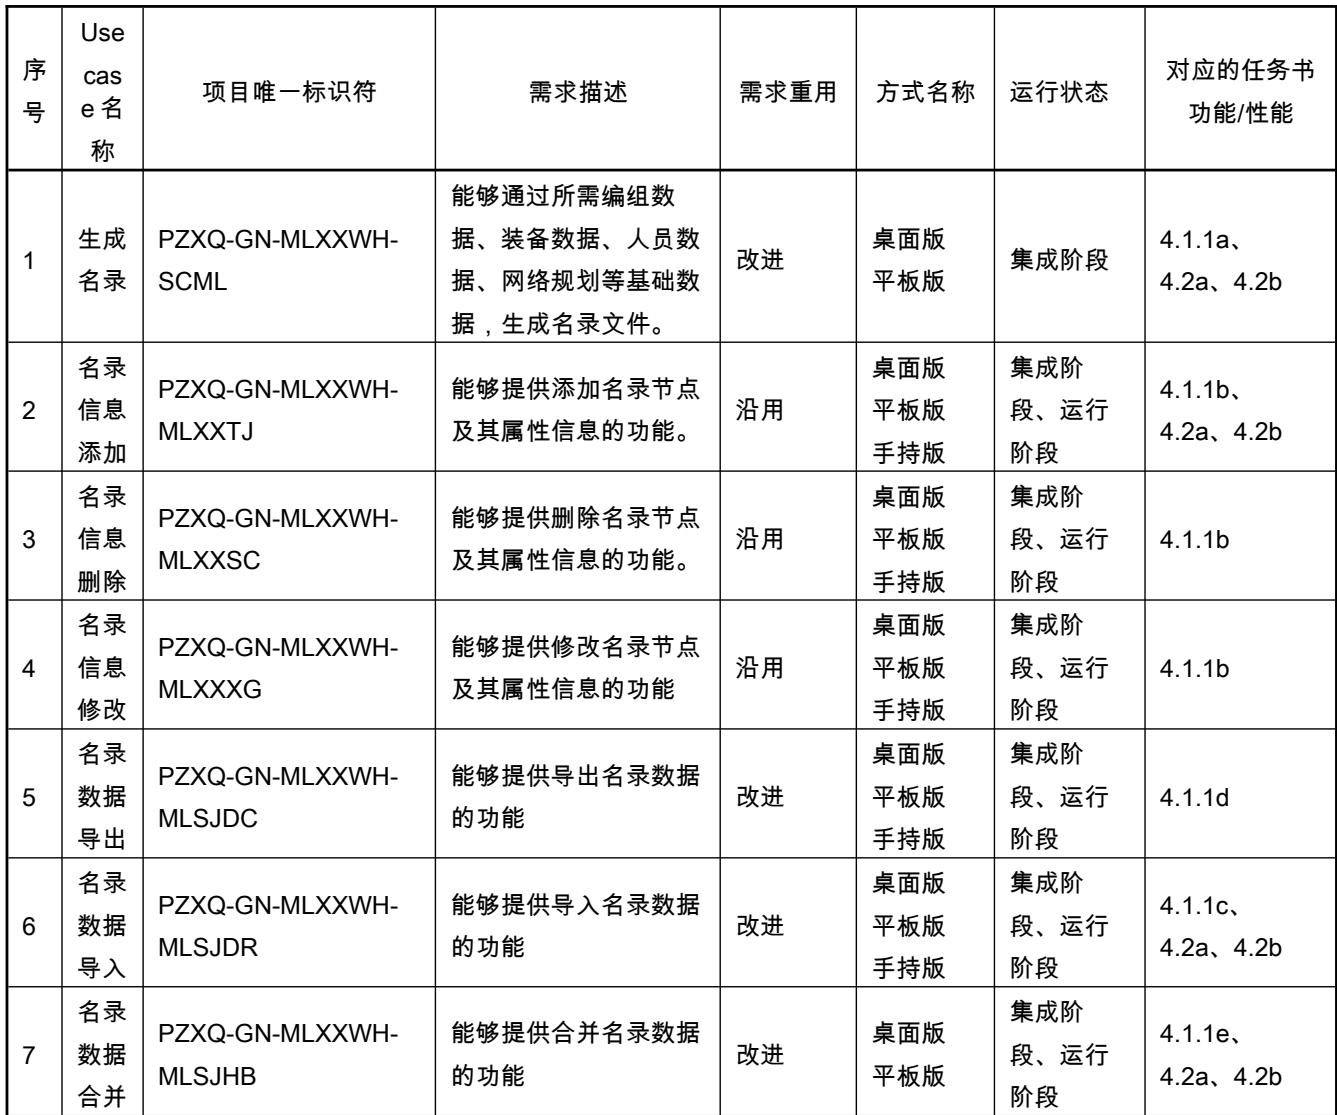 序
号
Use
cas
e名
称
项目唯一标识符
需求描述
需求重用
方式名称
运行状态
对应的任务书
功能/性能
1
生成
名录
PZXQ-GN-MLXXWH-
SCML
能够通过所需编组数
据、装备数据、人员数
据、网络规划等基础数
据，生成名录文件。
改进
桌面版
平板版
集成阶段
4.1.1a、
4.2a、4.2b
2
名录
信息
添加
PZXQ-GN-MLXXWH-
MLXXTJ
能够提供添加名录节点
及其属性信息的功能。
沿用
桌面版
平板版
手持版
集成阶
段、运行
阶段
4.1.1b、
4.2a、4.2b
3
名录
信息
删除
PZXQ-GN-MLXXWH-
MLXXSC
能够提供删除名录节点
及其属性信息的功能。
沿用
桌面版
平板版
手持版
集成阶
段、运行
阶段
4.1.1b
4
名录
信息
修改
PZXQ-GN-MLXXWH-
MLXXXG
能够提供修改名录节点
及其属性信息的功能
沿用
桌面版
平板版
手持版
集成阶
段、运行
阶段
4.1.1b
5
名录
数据
导出
PZXQ-GN-MLXXWH-
MLSJDC
能够提供导出名录数据
的功能
改进
桌面版
平板版
手持版
集成阶
段、运行
阶段
4.1.1d
6
名录
数据
导入
PZXQ-GN-MLXXWH-
MLSJDR
能够提供导入名录数据
的功能
改进
桌面版
平板版
手持版
集成阶
段、运行
阶段
4.1.1c、
4.2a、4.2b
7
名录
数据
合并
PZXQ-GN-MLXXWH-
MLSJHB
能够提供合并名录数据
的功能
改进
桌面版
平板版
集成阶
段、运行
阶段
4.1.1e、
4.2a、4.2b